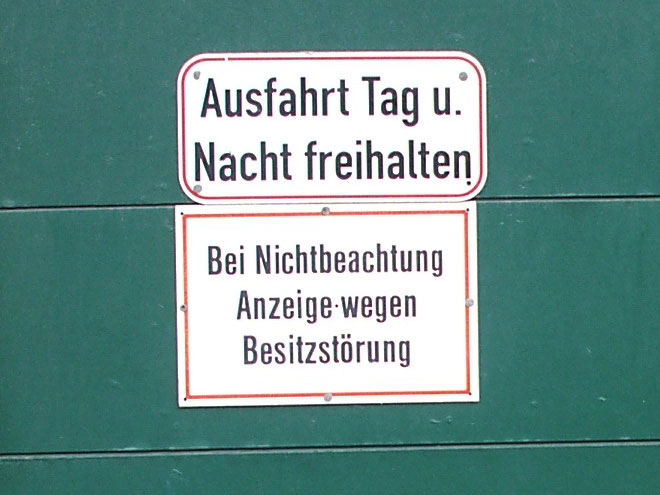 Ausfahrt Tag u.
Nacht freihalten
Bei Nichtbeachtung
Anzeige wegen
Besitzstörung